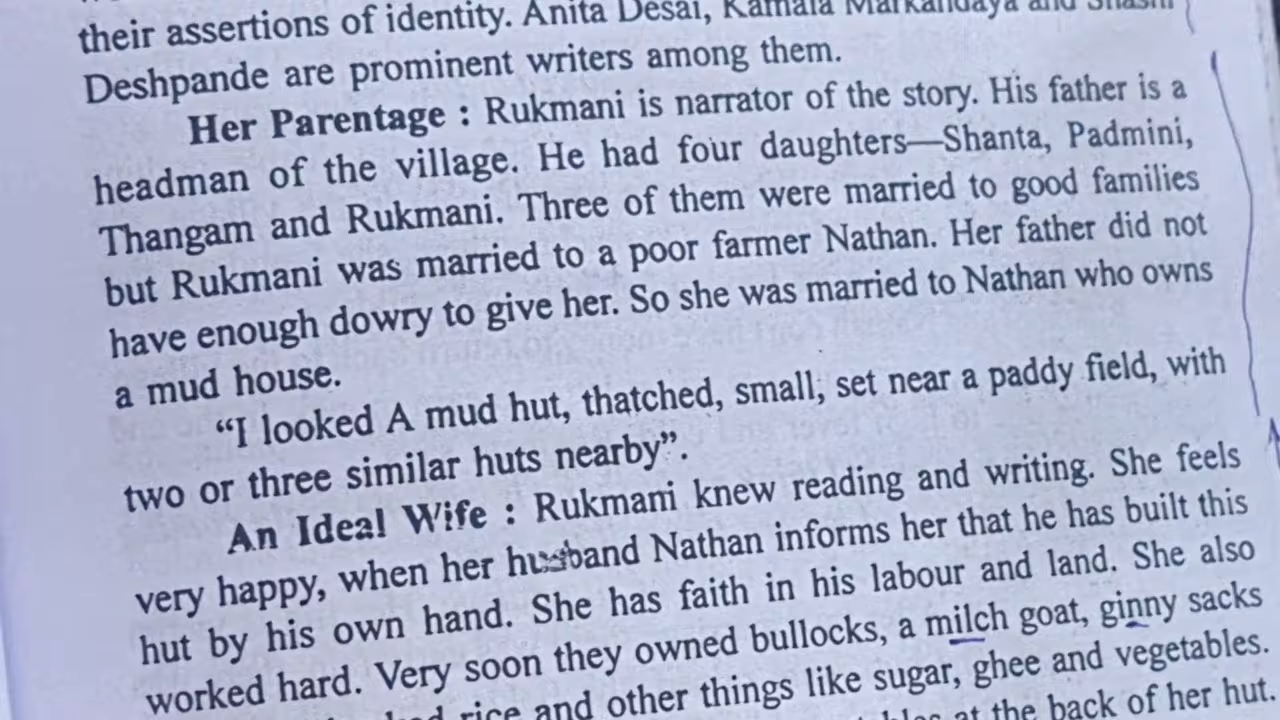 their assertions of identity. Anita Desai, Kamala Markandaya and Shashi
Deshpande are prominent writers among them.
Her Parentage : Rukmani is narrator of the story. His father is a
headman of the village. He had four daughters—Shanta, Padmini,
Thangam and Rukmani. Three of them were married to good families
but Rukmani was married to a poor farmer Nathan. Her father did not
have enough dowry to give her. So she was married to Nathan who owns
a mud house.
“I looked A mud hut, thatched, small, set near a paddy field, with
two or three similar huts nearby”.
An Ideal Wife : Rukmani knew reading and writing. She feels
very happy, when her husband Nathan informs her that he has built this
hut by his own hand. She has faith in his labour and land. She also
worked hard. Very soon they owned bullocks, a milch goat, ginny sacks
rice and other things like sugar, ghee and vegetables.
at the back of her hut.